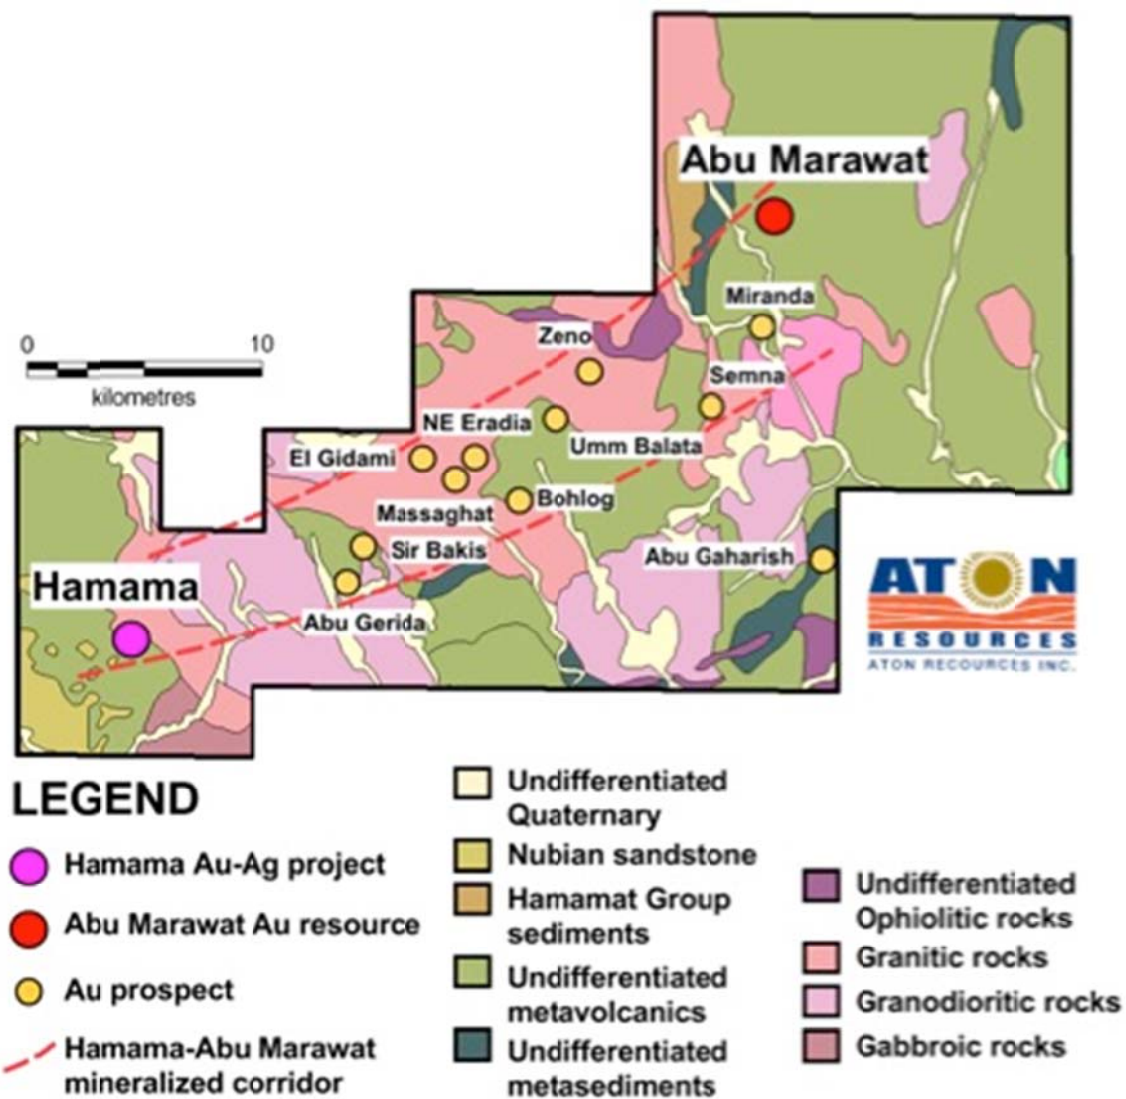 Abu Marawat
Miranda
Zeno
0 10
kilometres
Semna
NE Eradia
Umm Balata
El Gidami
Bohlog
Massaghat
Sir Bakis
Abu Gaharish
Hamama
Abu Gerida
ATON
RESOURCES
ATON RECOURCES INC.
LEGEND
Hamama Au-Ag project
Abu Marawat Au resource
Au prospect
Hamama-Abu Marawat
mineralized corridor
Undifferentiated
Quaternary
Nubian sandstone
Hamamat Group
sediments
Undifferentiated
metavolcanics
Undifferentiated
metasediments
Undifferentiated
Ophiolitic rocks
Granitic rocks
Granodioritic rocks
Gabbroic rocks